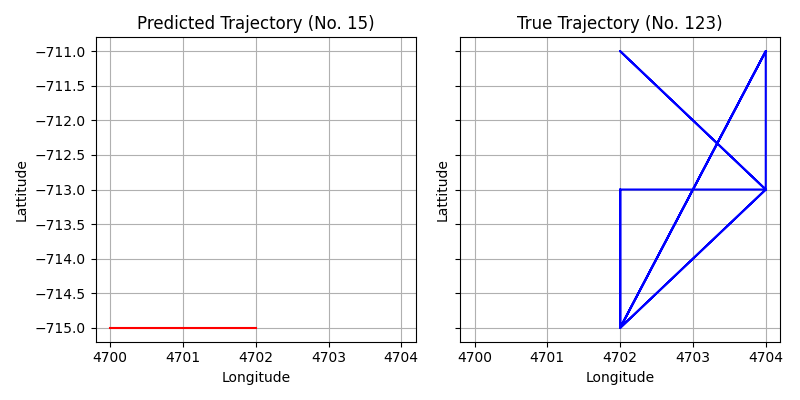 Predicted Trajectory (No. 15)
True Trajectory (No. 123)
−711.0
−711.5
−712.0
−712.5
−713.0
−713.5
−714.0
−714.5
−715.0
Lattitude
Lattitude
4700 4701 4702 4703 4704
4700 4701 4702 4703 4704
Longitude
Longitude